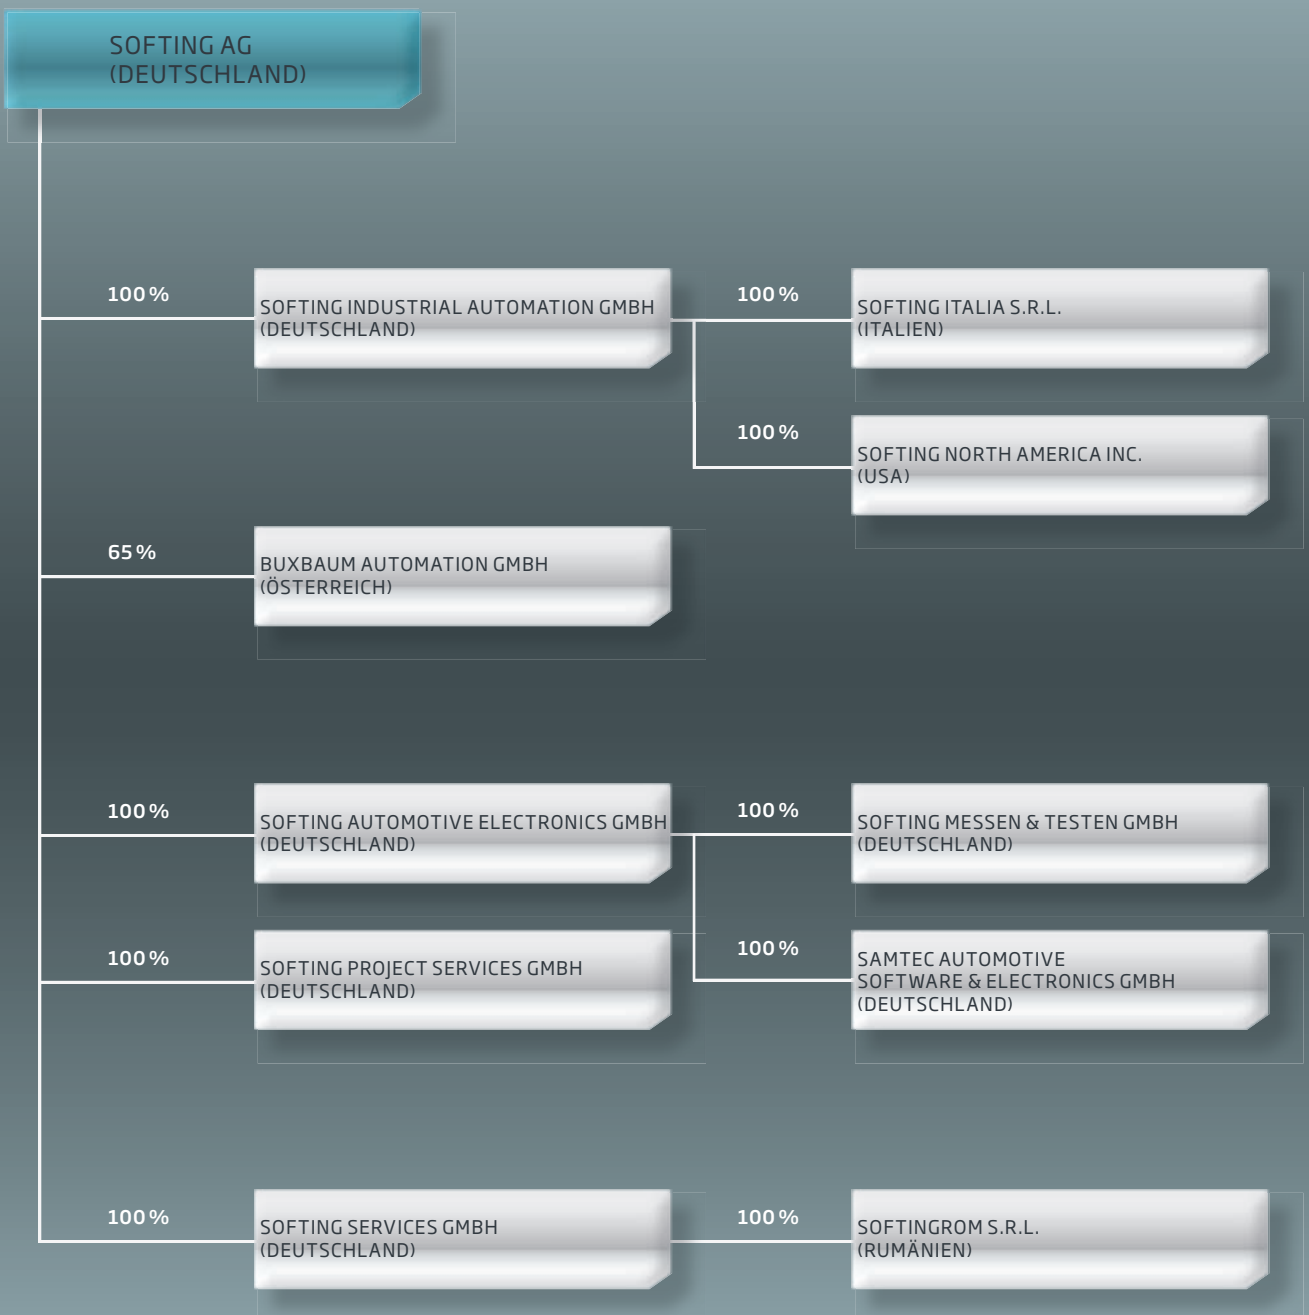 SOFTING AG
(DEUTSCHLAND)
100 %
SOFTING INDUSTRIAL AUTOMATION GMBH
(DEUTSCHLAND)
100 %
SOFTING ITALIA S.R.L.
(ITALIEN)
100 %
SOFTING NORTH AMERICA INC.
(USA)
65 %
BUXBAUM AUTOMATION GMBH
(ÖSTERREICH)
100 %
SOFTING AUTOMOTIVE ELECTRONICS GMBH
(DEUTSCHLAND)
100 %
SOFTING MESSEN & TESTEN GMBH
(DEUTSCHLAND)
100 %
SOFTING PROJECT SERVICES GMBH
(DEUTSCHLAND)
100 %
SAMTEC AUTOMOTIVE
SOFTWARE & ELECTRONICS GMBH
(DEUTSCHLAND)
100 %
SOFTING SERVICES GMBH
(DEUTSCHLAND)
100 %
SOFTINGROM S.R.L.
(RUMÄNIEN)